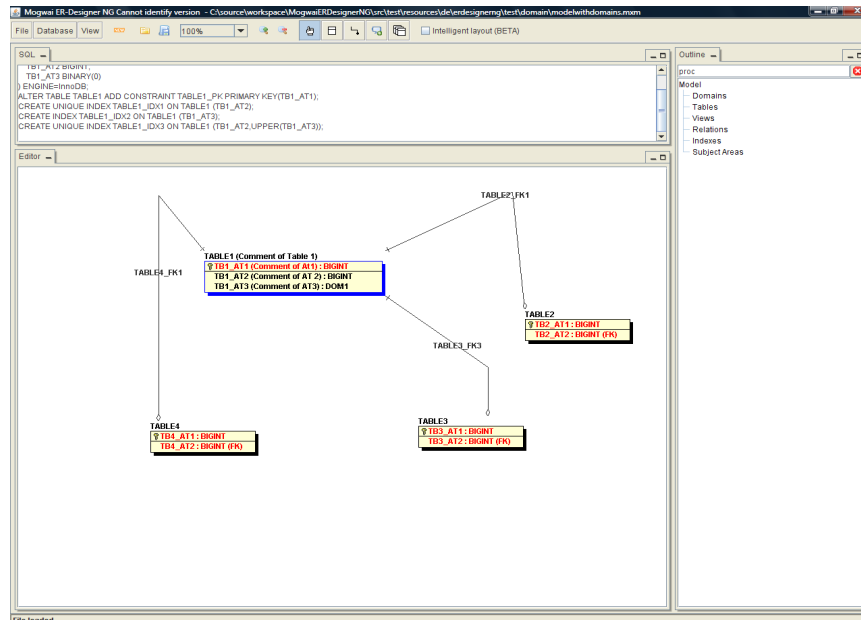 Mogwai ER-Designer NG Cannot identify version - C:\source\workspace\MogwaiERDesignerNG\src\test\resources\de\erdesignerng\test\domain\modelwithdomains.mxm
File Database View 100% Intelligent layout (BETA)
SQL
TB1_AT2 BIGINT,
TB1_AT3 BINARY(0)
) ENGINE=InnoDB;
ALTER TABLE TABLE1 ADD CONSTRAINT TABLE1_PK PRIMARY KEY(TB1_AT1);
CREATE UNIQUE INDEX TABLE1_IDX1 ON TABLE1 (TB1_AT2);
CREATE INDEX TABLE1_IDX2 ON TABLE1 (TB1_AT3);
CREATE UNIQUE INDEX TABLE1_IDX3 ON TABLE1 (TB1_AT2,UPPER(TB1_AT3));
Outline
proc
Model
Domains
Tables
Views
Relations
Indexes
Subject Areas
Editor
TABLE2_FK1
TABLE1 (Comment of Table 1)
TB1_AT1 (Comment of At1) : BIGINT
TB1_AT2 (Comment of AT 2) : BIGINT
TB1_AT3 (Comment of AT3) : DOM1
TABLE4_FK1
TABLE2
TB2_AT1 : BIGINT
TB2_AT2 : BIGINT (FK)
TABLE3_FK3
TABLE3
TB3_AT1 : BIGINT
TB3_AT2 : BIGINT (FK)
TABLE4
TB4_AT1 : BIGINT
TB4_AT2 : BIGINT (FK)
File loaded